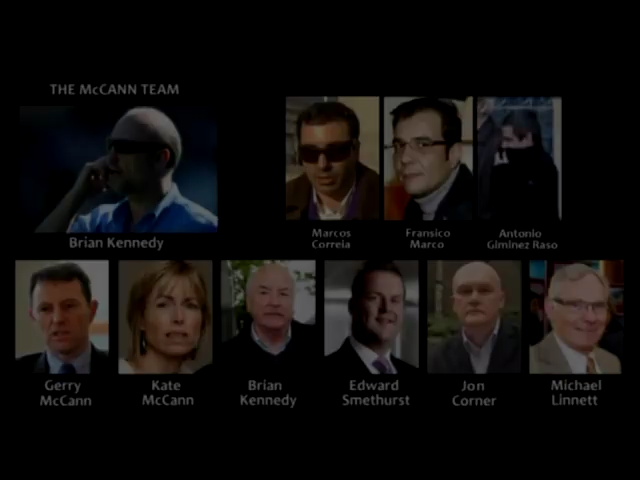 THE McCANN TEAM
Brian Kennedy
Marcos
Correia
Fransico
Marco
Antonio
Giminez Raso
Gerry
McCann
Kate
McCann
Brian
Kennedy
Edward
Smethurst
Jon
Corner
Michael
Linnett